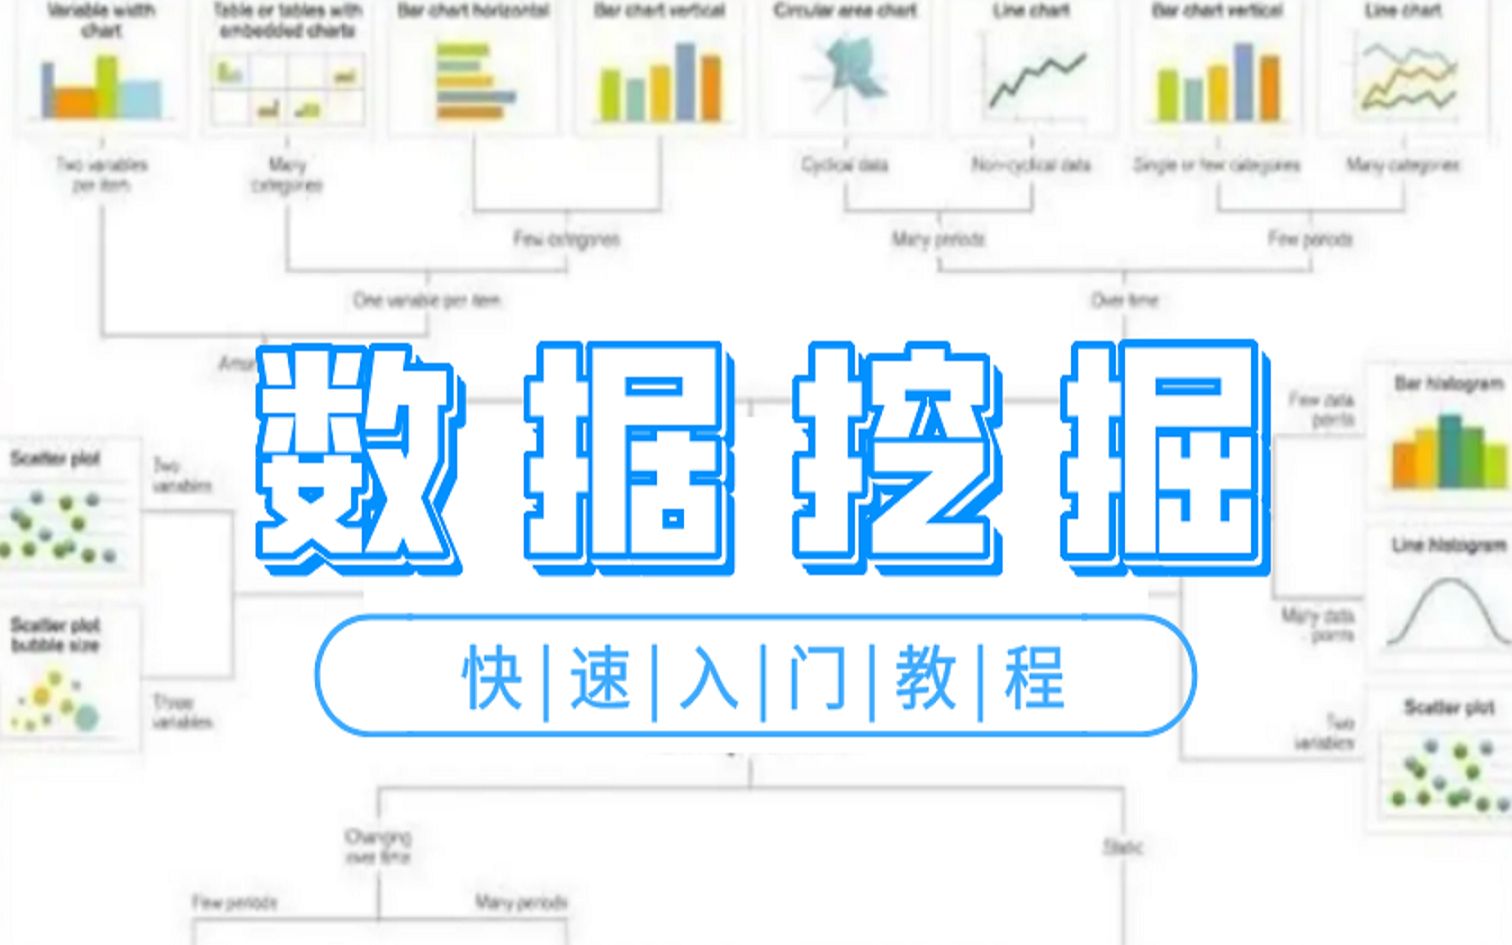 Variable width chart
Table or tables with embedded charts
Bar chart horizontal
Bar chart vertical
Circular area chart
Line chart
Bar chart vertical
Line chart
Two variables per item
Many categories
Cyclical data
Non-cyclical data
Single or few categories
Many categories
Few categories
Many periods
Few periods
One variable per item
Over time
数据挖掘
Scatter plot
Two variables
Few data points
Bar histogram
Line histogram
Scatter plot bubble size
Three variables
Many data points
快|速|入|门|教|程
Scatter plot
Two variables
Changing over time
Static
Few periods
Many periods